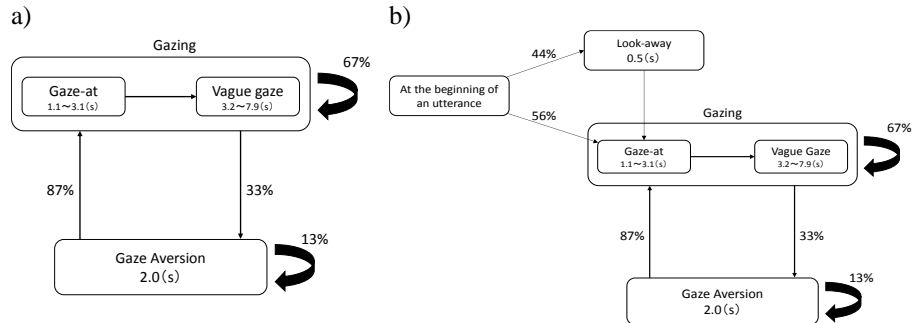 a)
Gazing
67%
Gaze-at
1.1～3.1(s)
Vague gaze
3.2～7.9(s)
87%
33%
13%
Gaze Aversion
2.0(s)
b)
Look-away
0.5(s)
44%
At the beginning of
an utterance
56%
Gazing
67%
Gaze-at
1.1～3.1(s)
Vague Gaze
3.2～7.9(s)
87%
33%
13%
Gaze Aversion
2.0(s)